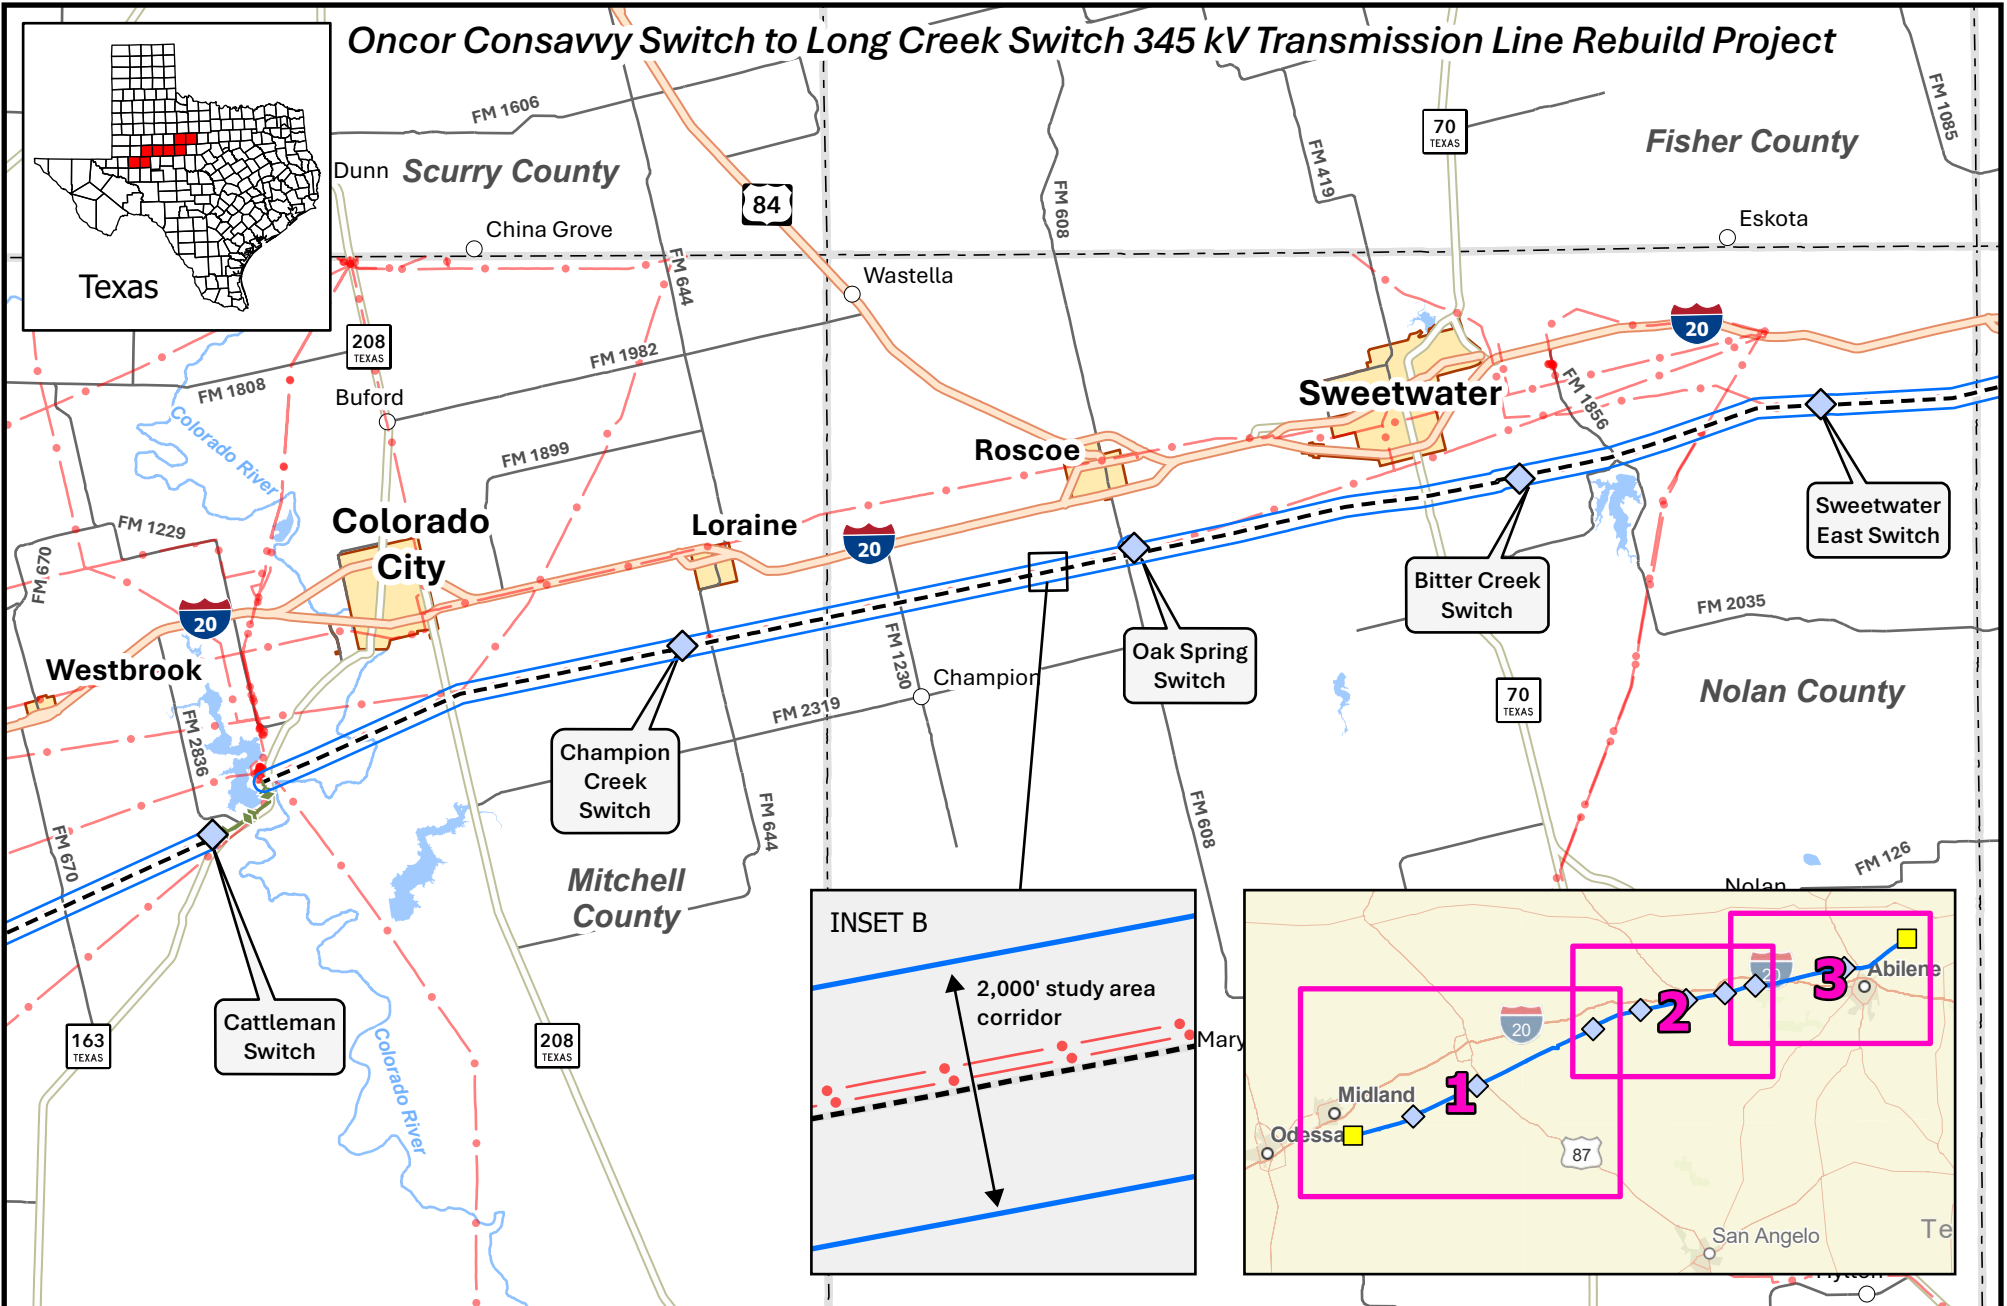 Oncor Consavvy Switch to Long Creek Switch 345 kV Transmission Line Rebuild Project
Texas
FM 1606
Dunn
Scurry County
China Grove
84
FM 644
FM 608
FM 419
70
TEXAS
Fisher County
FM 1085
Eskota
Wastella
208
TEXAS
FM 1982
FM 1808
Buford
Colorado River
FM 1899
Roscoe
Sweetwater
20
FM 1856
Sweetwater
East Switch
Colorado
City
Loraine
20
FM 1229
FM 670
20
Westbrook
FM 2836
Bitter Creek
Switch
FM 2035
FM 1230
Champion
Oak Spring
Switch
70
TEXAS
Nolan County
FM 2319
Champion
Creek
Switch
FM 644
FM 608
FM 670
Mitchell
County
FM 126
Nolan
Cattleman
Switch
163
TEXAS
208
TEXAS
Colorado River
INSET B
2,000' study area
corridor
Mary
20
20
Abilene
Midland
Odessa
87
San Angelo
Te
1
2
3